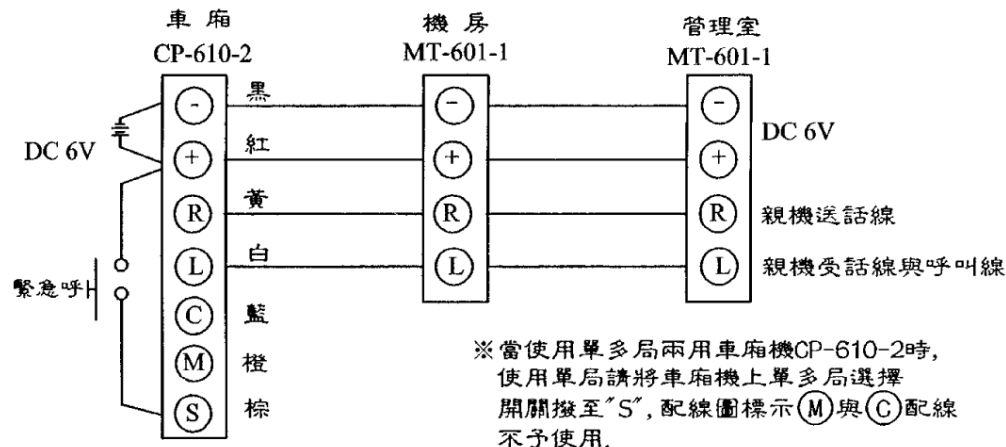 車廂
CP-610-2
機房
MT-601-1
管理室
MT-601-1
- 黑 - -
DC 6V
+ 紅 + +
DC 6V
R 黃 R R 親機送話線
L 白 L L 親機受話線與呼叫線
緊急呼
C 藍
M 橙
S 棕
※當使用單多局兩用車廂機CP-610-2時,
使用單局請將車廂機上單多局選擇
開關撥至"S", 配線圖標示(M)與(C)配線
不予使用.